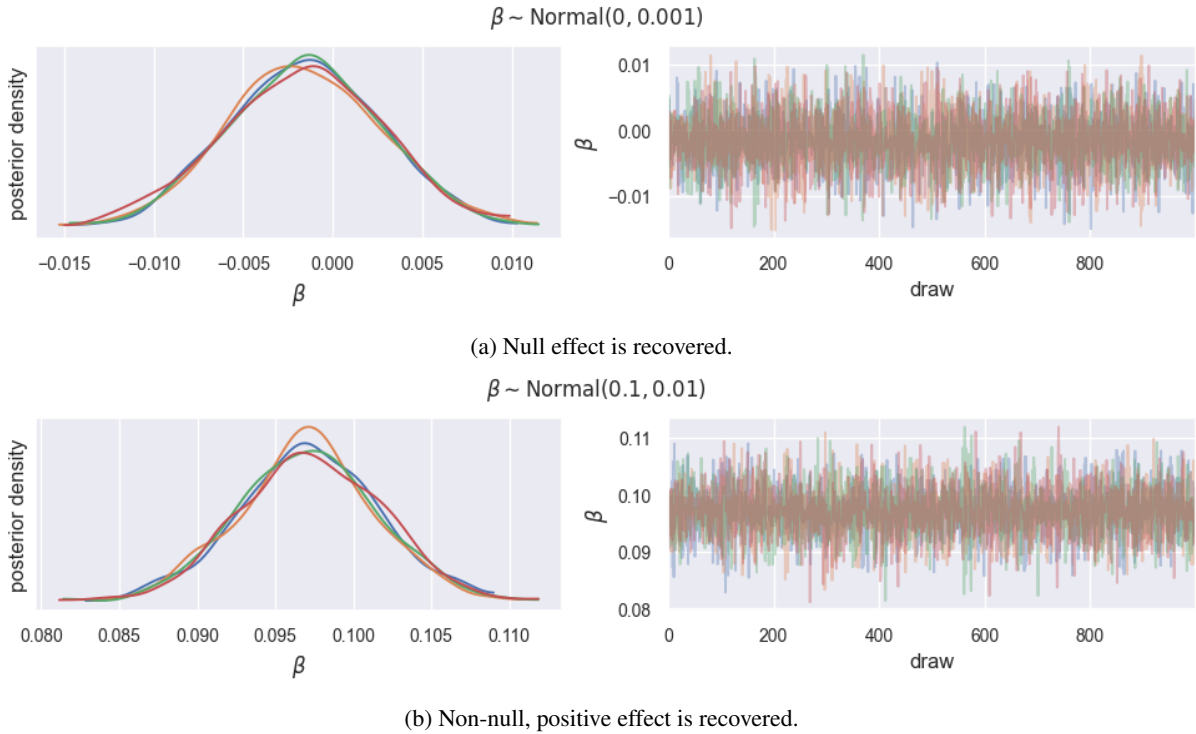 β ~ Normal(0, 0.001)
posterior density
−0.015 −0.010 −0.005 0.000 0.005 0.010
β
0.01
0.00
−0.01
β
0 200 400 600 800
draw
(a) Null effect is recovered.
β ~ Normal(0.1, 0.01)
posterior density
0.080 0.085 0.090 0.095 0.100 0.105 0.110
β
0.11
0.10
0.09
0.08
β
0 200 400 600 800
draw
(b) Non-null, positive effect is recovered.